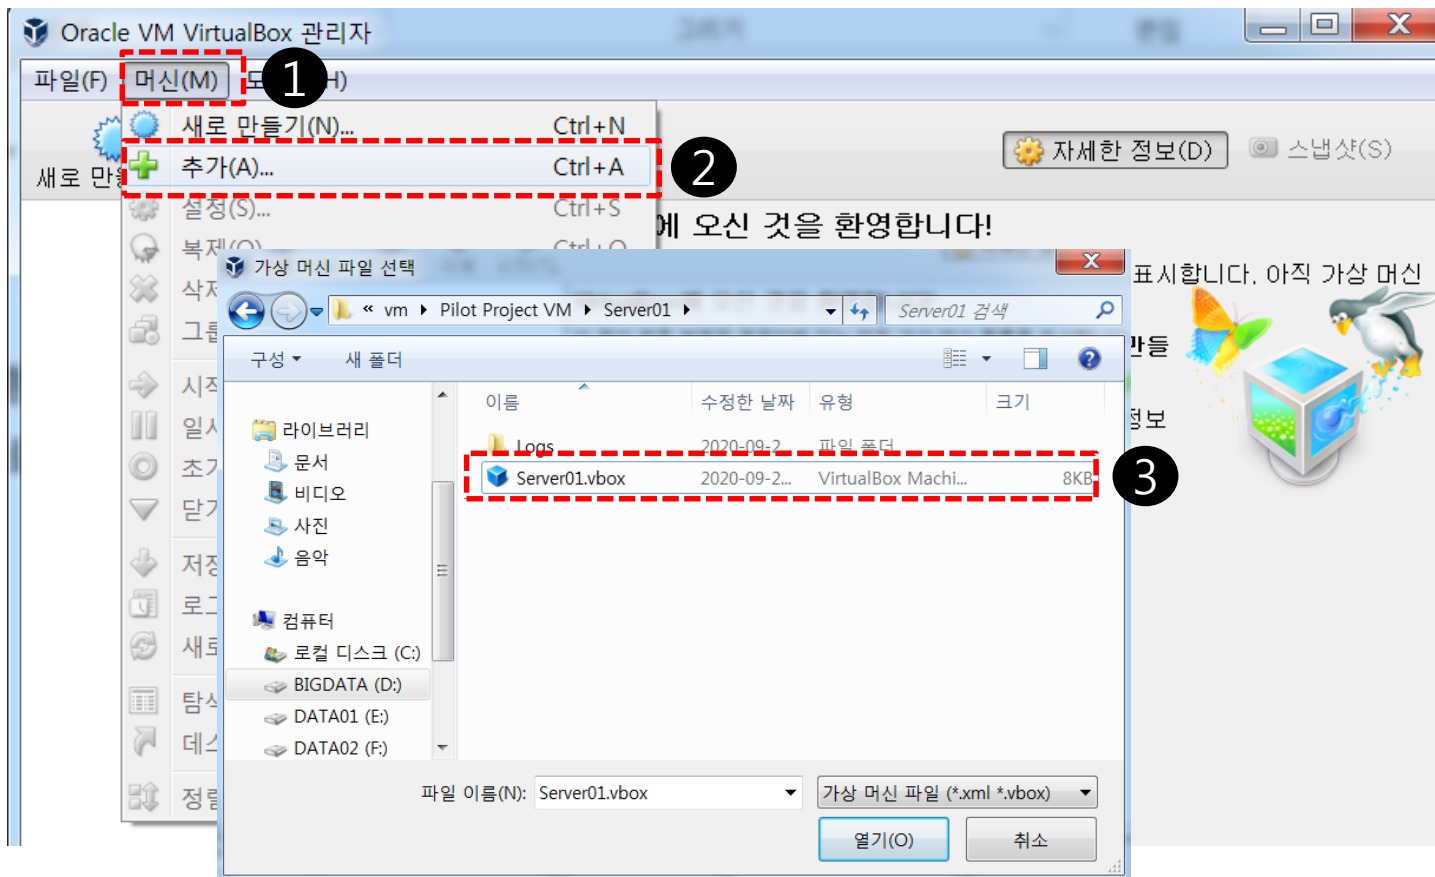 Oracle VM VirtualBox 관리자
파일(F) 머신(M) H)
1
새로 만들기(N)... Ctrl+N
추가(A)... Ctrl+A
2
자세한 정보(D) 스냅샷(S)
새로 만
설정(S)... Ctrl+S
에 오신 것을 환영합니다!
복제(O)... Ctrl+O
표시합니다. 아직 가상 머신
가상 머신 파일 선택
« vm ▸ Pilot Project VM ▸ Server01 ▸
Server01 검색
구성 새 폴더
이름 수정한 날짜 유형 크기
라이브러리
문서
비디오
사진
음악
컴퓨터
로컬 디스크 (C:)
BIGDATA (D:)
DATA01 (E:)
DATA02 (F:)
Logs 2020-09-2... 파일 폴더
Server01.vbox 2020-09-2... VirtualBox Machi... 8KB
3
만들
정보
시작
저장
파일 이름(N): Server01.vbox
가상 머신 파일 (*.xml *.vbox)
열기(O) 취소